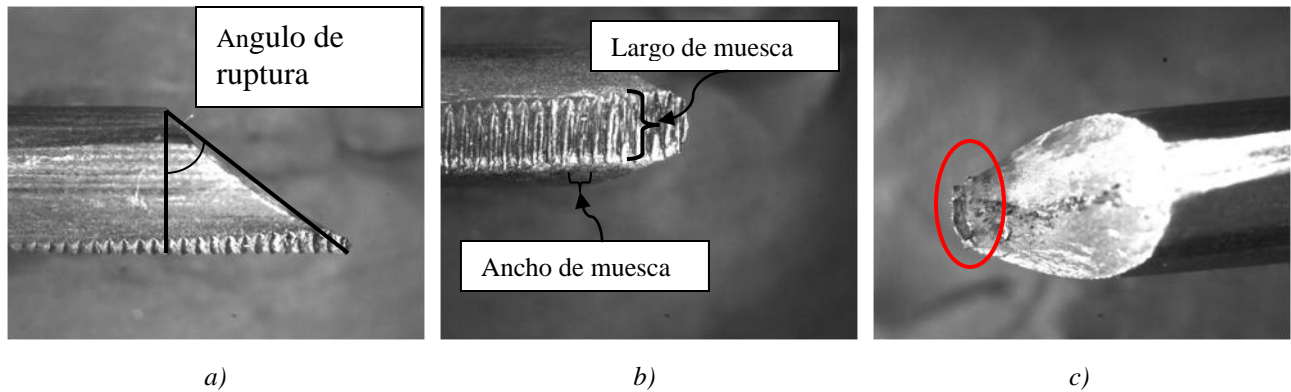 Angulo de
ruptura
Largo de muesca
Ancho de muesca
a)
b)
c)